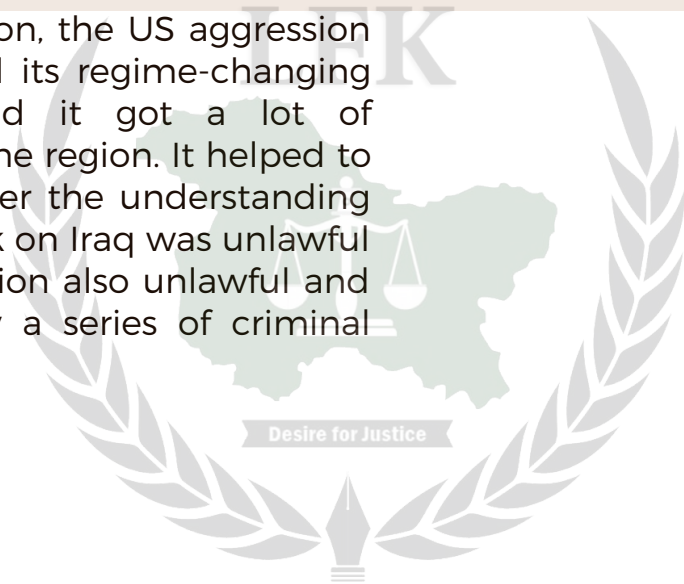 LFK
on, the US aggression
its regime-changing
d it got a lot of
he region. It helped to
er the understanding
on Iraq was unlawful
ion also unlawful and
a series of criminal
Desire for Justice